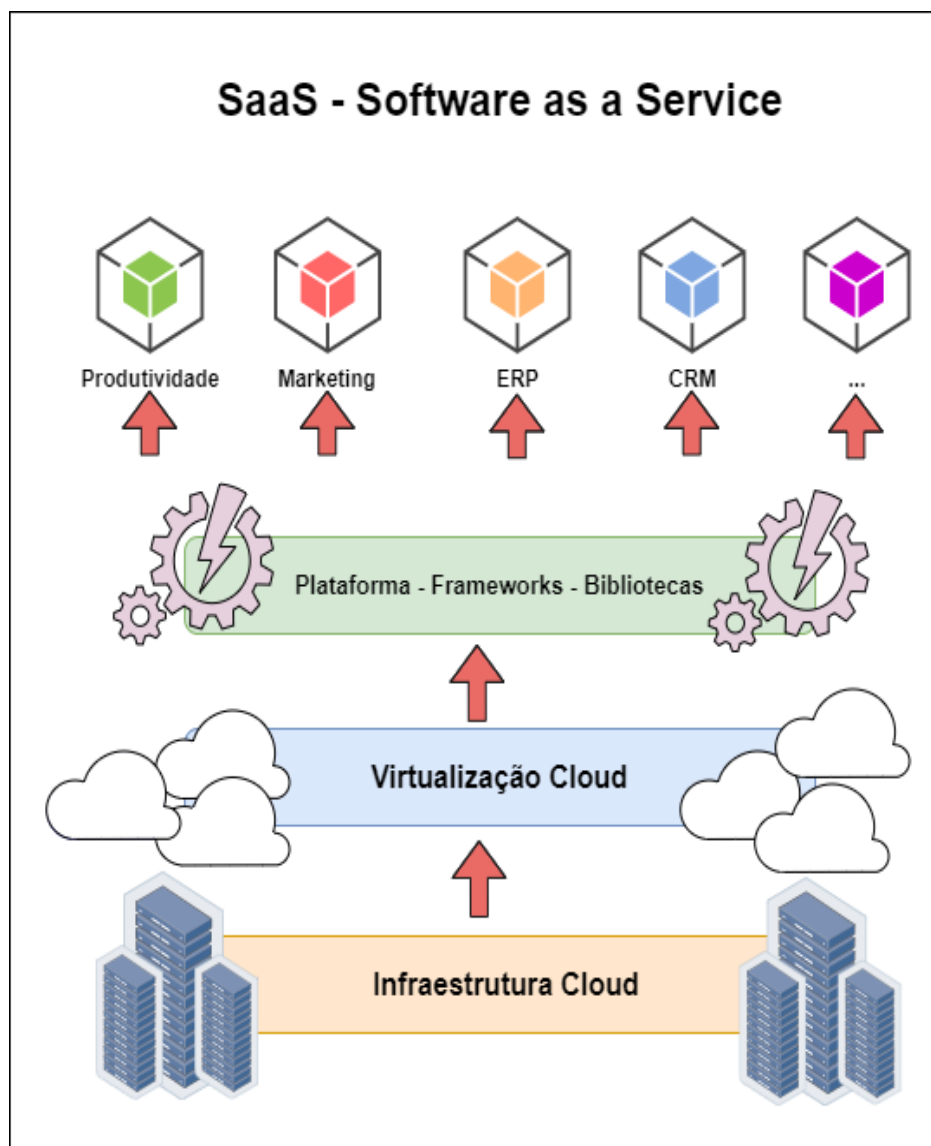 SaaS - Software as a Service
Produtividade
Marketing
ERP
CRM
...
Plataforma - Frameworks - Bibliotecas
Virtualização Cloud
Infraestrutura Cloud